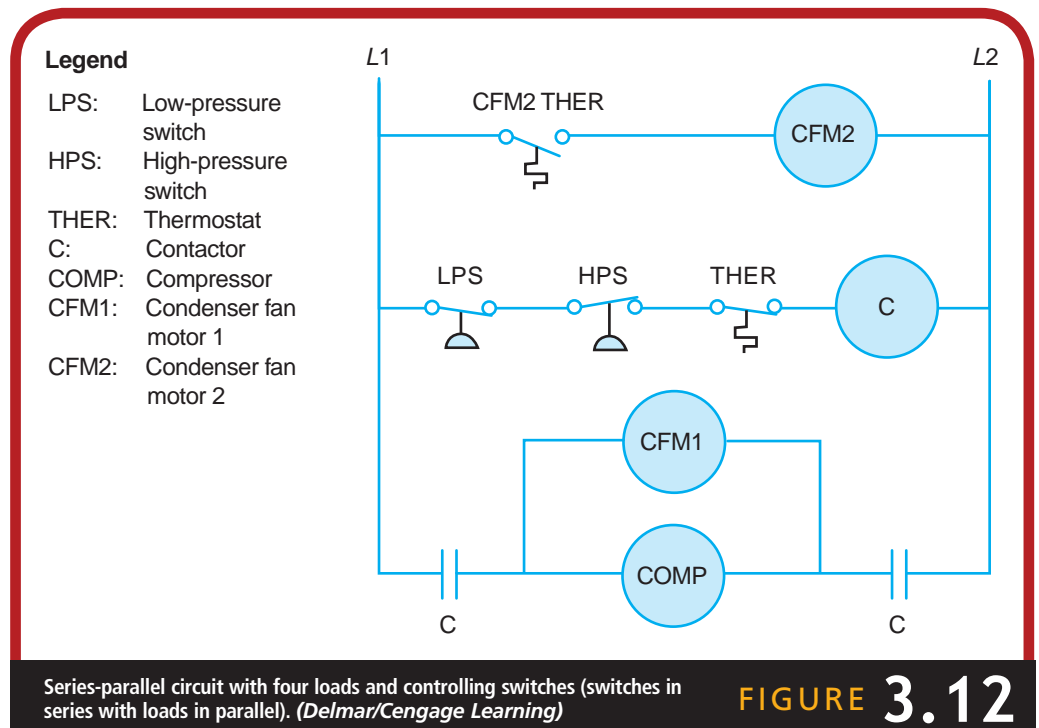 Legend
LPS: Low-pressure
switch
HPS: High-pressure
switch
THER: Thermostat
C: Contactor
COMP: Compressor
CFM1: Condenser fan
motor 1
CFM2: Condenser fan
motor 2
L1
L2
CFM2 THER
CFM2
LPS
HPS
THER
C
CFM1
COMP
C
C
Series-parallel circuit with four loads and controlling switches (switches in
series with loads in parallel). (Delmar/Cengage Learning)
FIGURE 3.12